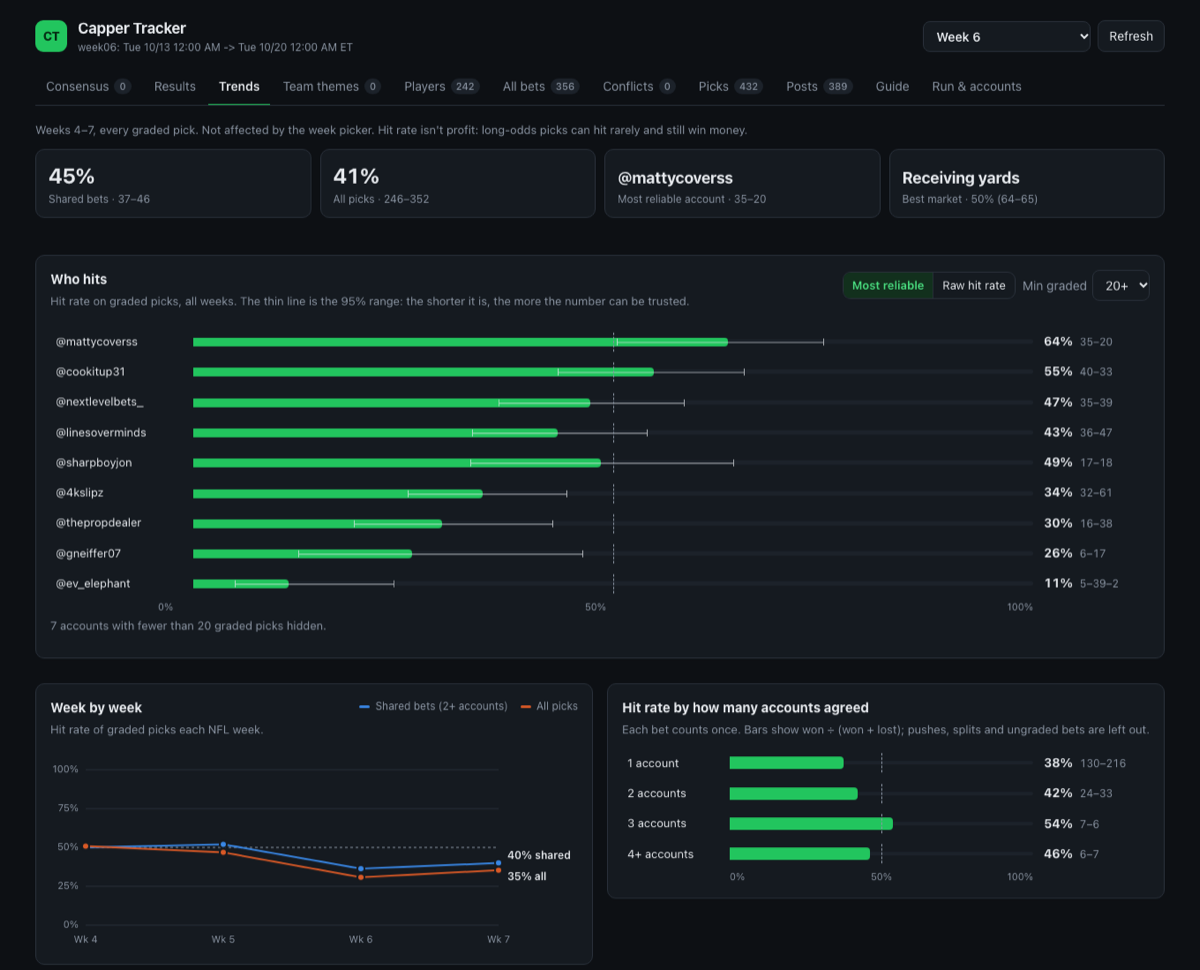 CT
Capper Tracker
week06: Tue 10/13 12:00 AM -> Tue 10/20 12:00 AM ET
Week 6
Refresh
Consensus 0 Results Trends Team themes 0 Players 242 All bets 356 Conflicts 0 Picks 432 Posts 389 Guide Run & accounts
Weeks 4–7, every graded pick. Not affected by the week picker. Hit rate isn't profit: long-odds picks can hit rarely and still win money.
45%
Shared bets · 37–46
41%
All picks · 246–352
@mattycoverss
Most reliable account · 35–20
Receiving yards
Best market · 50% (64–65)
Who hits
Hit rate on graded picks, all weeks. The thin line is the 95% range: the shorter it is, the more the number can be trusted.
Most reliable Raw hit rate Min graded 20+
@mattycoverss 64% 35–20
@cookitup31 55% 40–33
@nextlevelbets_ 47% 35–39
@linesoverminds 43% 36–47
@sharpboyjon 49% 17–18
@4kslipz 34% 32–61
@thepropdealer 30% 16–38
@gneiffer07 26% 6–17
@ev_elephant 11% 5–39–2
0% 50% 100%
7 accounts with fewer than 20 graded picks hidden.
Week by week
Shared bets (2+ accounts) All picks
Hit rate of graded picks each NFL week.
100%
75%
50%
25%
0%
40% shared
35% all
Wk 4 Wk 5 Wk 6 Wk 7
Hit rate by how many accounts agreed
Each bet counts once. Bars show won ÷ (won + lost); pushes, splits and ungraded bets are left out.
1 account 38% 130–216
2 accounts 42% 24–33
3 accounts 54% 7–6
4+ accounts 46% 6–7
0% 50% 100%